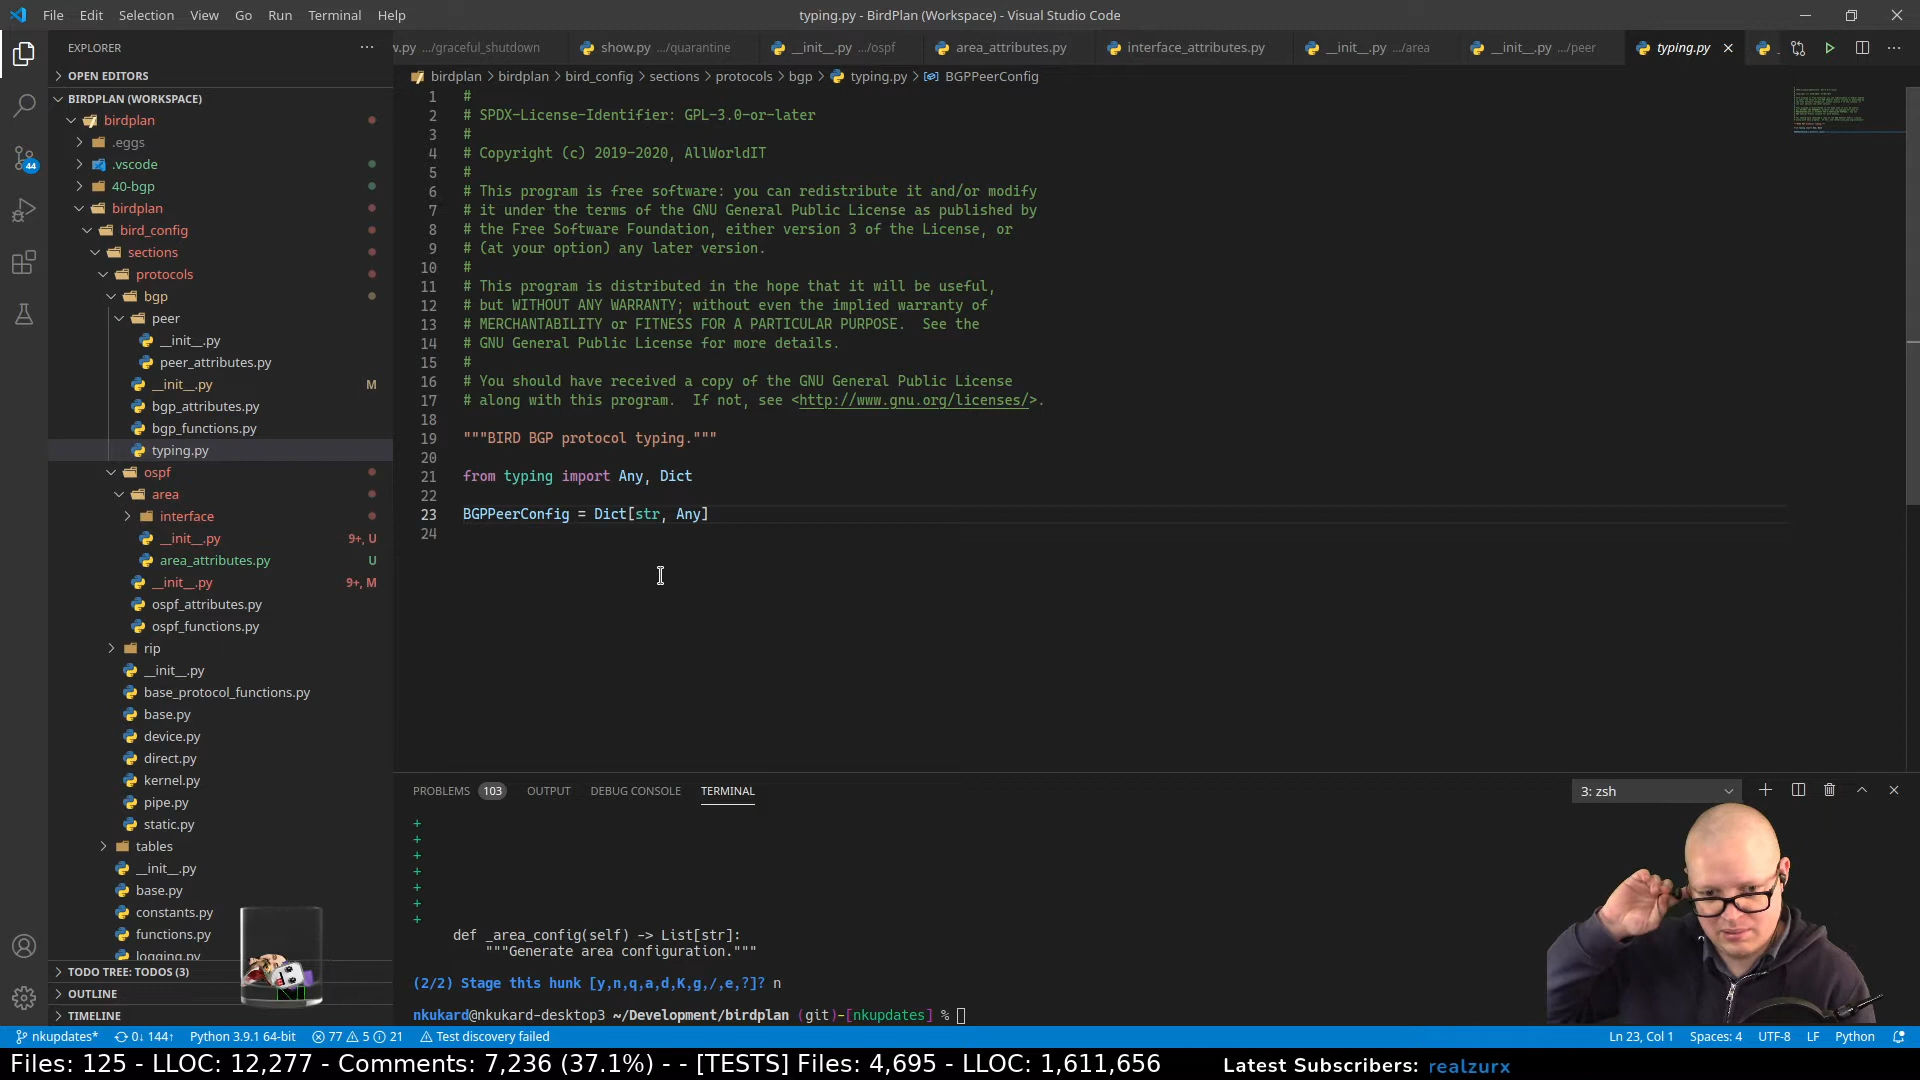 File Edit Selection View Go Run Terminal Help
typing.py - BirdPlan (Workspace) - Visual Studio Code
EXPLORER
OPEN EDITORS
BIRDPLAN (WORKSPACE)
birdplan
.eggs
.vscode
40-bgp
birdplan
bird_config
sections
protocols
bgp
peer
__init__.py
peer_attributes.py
__init__.py M
bgp_attributes.py
bgp_functions.py
typing.py
ospf
area
interface
__init__.py 9+, U
area_attributes.py U
__init__.py 9+, M
ospf_attributes.py
ospf_functions.py
rip
__init__.py
base_protocol_functions.py
base.py
device.py
direct.py
kernel.py
pipe.py
static.py
tables
__init__.py
base.py
constants.py
functions.py
logging.py
TODO TREE: TODOS (3)
OUTLINE
TIMELINE
44
w.py .../graceful_shutdown
show.py .../quarantine
__init__.py .../ospf
area_attributes.py
interface_attributes.py
__init__.py .../area
__init__.py .../peer
typing.py
birdplan > birdplan > bird_config > sections > protocols > bgp > typing.py > BGPPeerConfig
1 #
2 # SPDX-License-Identifier: GPL-3.0-or-later
3 #
4 # Copyright (c) 2019-2020, AllWorldIT
5 #
6 # This program is free software: you can redistribute it and/or modify
7 # it under the terms of the GNU General Public License as published by
8 # the Free Software Foundation, either version 3 of the License, or
9 # (at your option) any later version.
10 #
11 # This program is distributed in the hope that it will be useful,
12 # but WITHOUT ANY WARRANTY; without even the implied warranty of
13 # MERCHANTABILITY or FITNESS FOR A PARTICULAR PURPOSE.  See the
14 # GNU General Public License for more details.
15 #
16 # You should have received a copy of the GNU General Public License
17 # along with this program.  If not, see <http://www.gnu.org/licenses/>.
18
19 """BIRD BGP protocol typing."""
20
21 from typing import Any, Dict
22
23 BGPPeerConfig = Dict[str, Any]
24
PROBLEMS 103 OUTPUT DEBUG CONSOLE TERMINAL
3: zsh
+
+
+
+
+
+
+
def _area_config(self) -> List[str]:
"""Generate area configuration."""
(2/2) Stage this hunk [y,n,q,a,d,K,g,/,e,?]? n
nkukard@nkukard-desktop3 ~/Development/birdplan (git)-[nkupdates] %
nkupdates* 0↓ 144↑ Python 3.9.1 64-bit 77 5 21 Test discovery failed
Ln 23, Col 1 Spaces: 4 UTF-8 LF Python
Files: 125 - LLOC: 12,277 - Comments: 7,236 (37.1%) - - [TESTS] Files: 4,695 - LLOC: 1,611,656
Latest Subscribers: realzurx